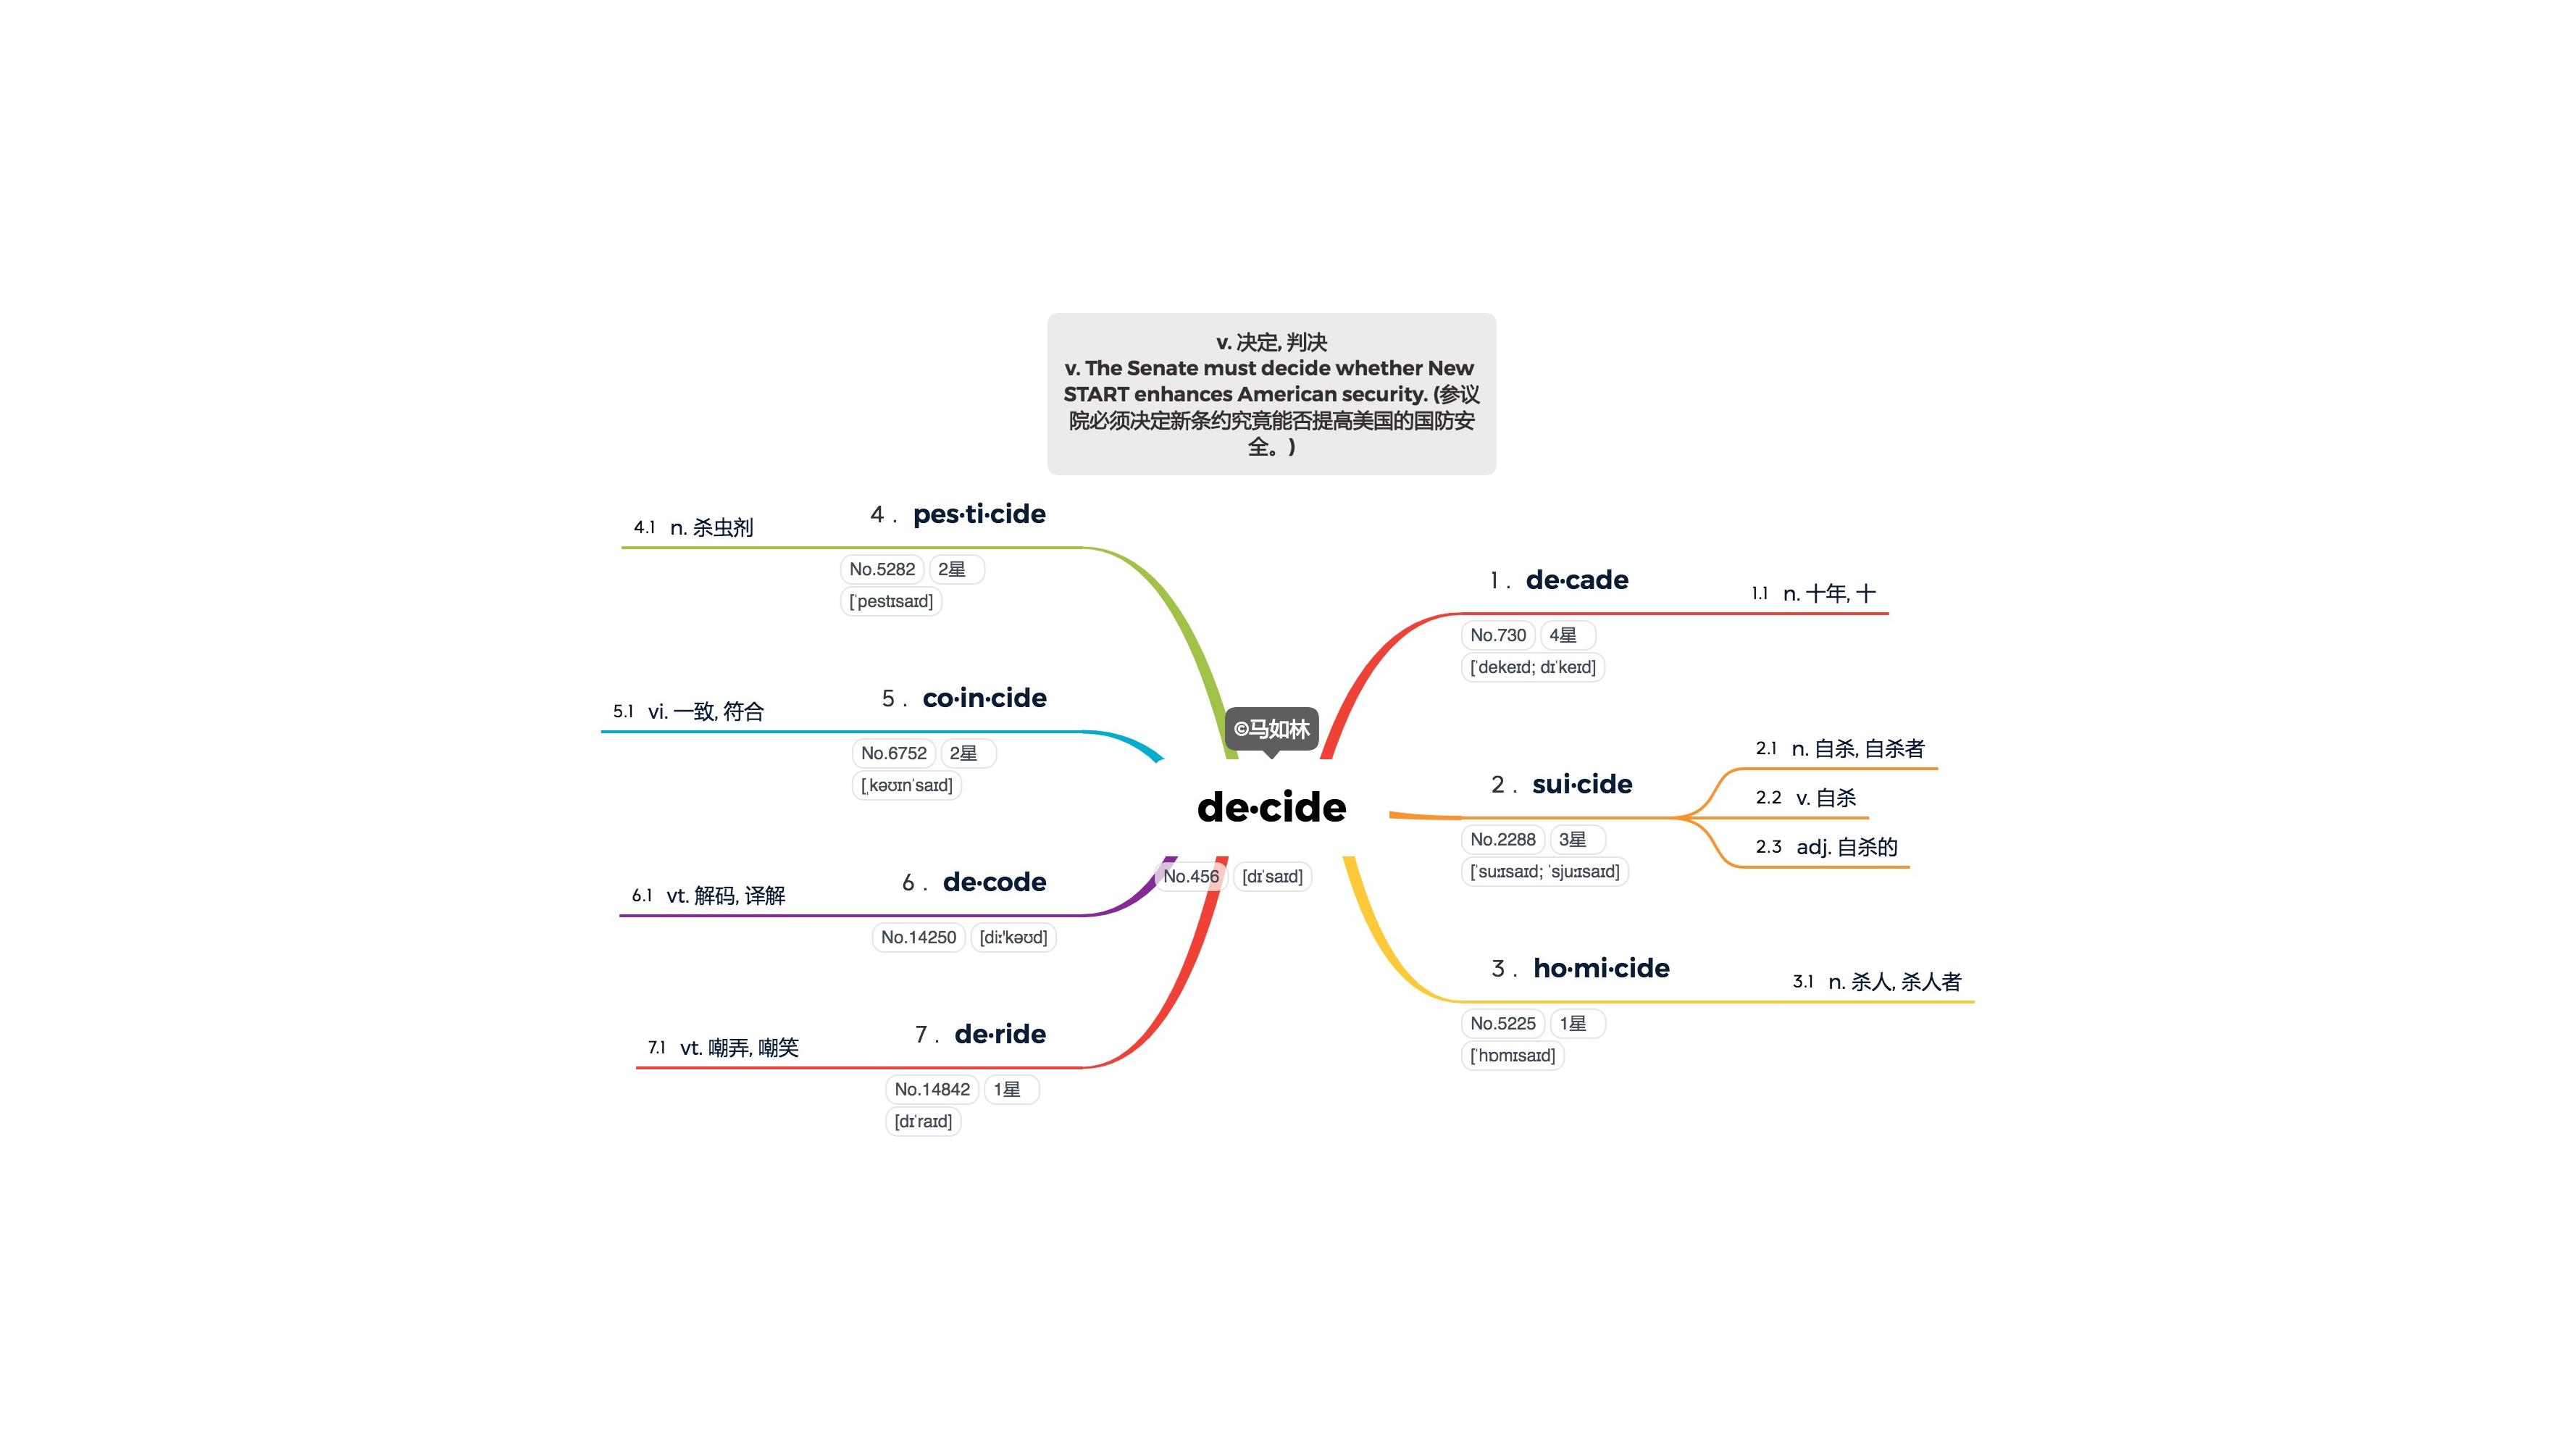 v. 决定, 判决
v. The Senate must decide whether New
START enhances American security. (参议
院必须决定新条约究竟能否提高美国的国防安
全。)
©马如林
de·cide
No.456 [dɪˈsaɪd]
1 . de·cade
No.730 4星
[ˈdekeɪd; dɪˈkeɪd]
1.1 n. 十年, 十
2 . sui·cide
No.2288 3星
[ˈsuːɪsaɪd; ˈsjuːɪsaɪd]
2.1 n. 自杀, 自杀者
2.2 v. 自杀
2.3 adj. 自杀的
3 . ho·mi·cide
No.5225 1星
[ˈhɒmɪsaɪd]
3.1 n. 杀人, 杀人者
4 . pes·ti·cide
No.5282 2星
[ˈpestɪsaɪd]
4.1 n. 杀虫剂
5 . co·in·cide
No.6752 2星
[ˌkəʊɪnˈsaɪd]
5.1 vi. 一致, 符合
6 . de·code
No.14250 [diː'kəʊd]
6.1 vt. 解码, 译解
7 . de·ride
No.14842 1星
[dɪˈraɪd]
7.1 vt. 嘲弄, 嘲笑